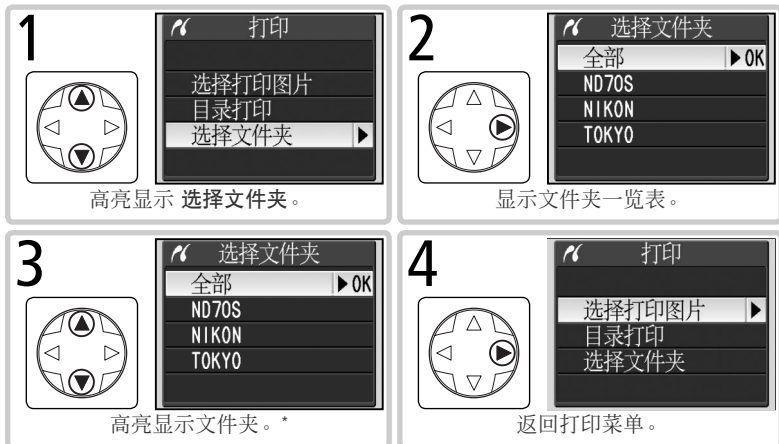 1
打印
选择打印图片
目录打印
选择文件夹
高亮显示 选择文件夹。
2
选择文件夹
全部 ▶OK
ND70S
NIKON
TOKYO
显示文件夹一览表。
3
选择文件夹
全部 ▶OK
ND70S
NIKON
TOKYO
高亮显示文件夹。*
4
打印
选择打印图片
目录打印
选择文件夹
返回打印菜单。